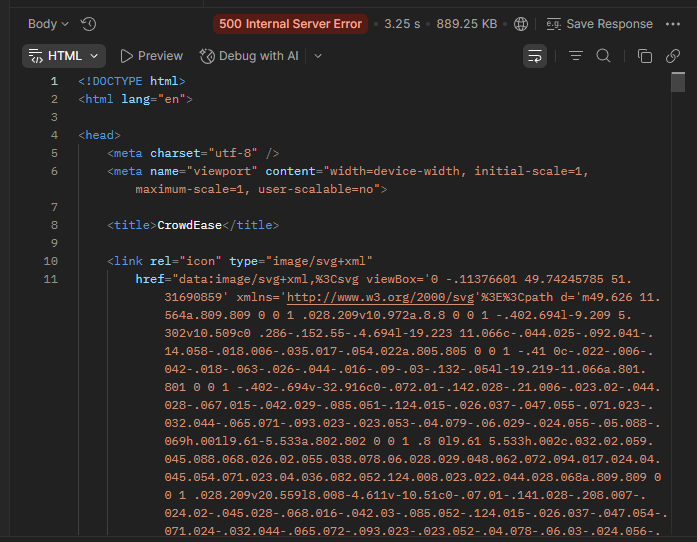 Body 500 Internal Server Error • 3.25 s • 889.25 KB e.g. Save Response
HTML Preview Debug with AI
1 <!DOCTYPE html>
2 <html lang="en">
3
4 <head>
5 <meta charset="utf-8" />
6 <meta name="viewport" content="width=device-width, initial-scale=1,
maximum-scale=1, user-scalable=no">
7
8 <title>CrowdEase</title>
9
10 <link rel="icon" type="image/svg+xml"
11 href="data:image/svg+xml,%3Csvg viewBox='0 -.11376601 49.74245785 51.
31690859' xmlns='http://www.w3.org/2000/svg'%3E%3Cpath d='m49.626 11.
564a.809.809 0 0 1 .028.209v10.972a.8.8 0 0 1 -.402.694l-9.209 5.
302v10.509c0 .286-.152.55-.4.694l-19.223 11.066c-.044.025-.092.041-.
14.058-.018.006-.035.017-.054.022a.805.805 0 0 1 -.41 0c-.022-.006-.
042-.018-.063-.026-.044-.016-.09-.03-.132-.054l-19.219-11.066a.801.
801 0 0 1 -.402-.694v-32.916c0-.072.01-.142.028-.21.006-.023.02-.044.
028-.067.015-.042.029-.085.051-.124.015-.026.037-.047.055-.071.023-.
032.044-.065.071-.093.023-.023.053-.04.079-.06.029-.024.055-.05.088-.
069h.001l9.61-5.533a.802.802 0 0 1 .8 0l9.61 5.533h.002c.032.02.059.
045.088.068.026.02.055.038.078.06.028.029.048.062.072.094.017.024.04.
045.054.071.023.04.036.082.052.124.008.023.022.044.028.068a.809.809 0
0 1 .028.209v20.559l8.008-4.611v-10.51c0-.07.01-.141.028-.208.007-.
024.02-.045.028-.068.016-.042.03-.085.052-.124.015-.026.037-.047.054-.
071.024-.032.044-.065.072-.093.023-.023.052-.04.078-.06.03-.024.056-.